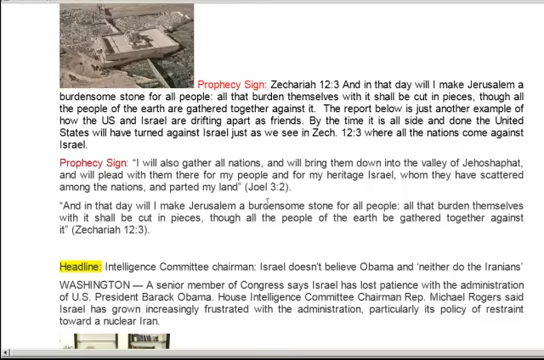 Prophecy Sign: Zechariah 12:3 And in that day will I make Jerusalem a
burdensome stone for all people: all that burden themselves with it shall be cut in pieces, though all
the people of the earth are gathered together against it.  The report below is just another example of
how the US and Israel are drifting apart as friends.  By the time it is all side and done the United
States will have turned against Israel just as we see in Zech.  12:3 where all the nations come against
Israel.
Prophecy Sign: “I will also gather all nations, and will bring them down into the valley of Jehoshaphat,
and will plead with them there for my people and for my heritage Israel, whom they have scattered
among the nations, and parted my land” (Joel 3:2).
“And in that day will I make Jerusalem a burdensome stone for all people: all that burden themselves
with it shall be cut in pieces, though all the people of the earth be gathered together against
it” (Zechariah 12:3).
Headline: Intelligence Committee chairman: Israel doesn’t believe Obama and ‘neither do the Iranians’
WASHINGTON — A senior member of Congress says Israel has lost patience with the administration
of U.S. President Barack Obama. House Intelligence Committee Chairman Rep. Michael Rogers said
Israel has grown increasingly frustrated with the administration, particularly its policy of restraint
toward a nuclear Iran.